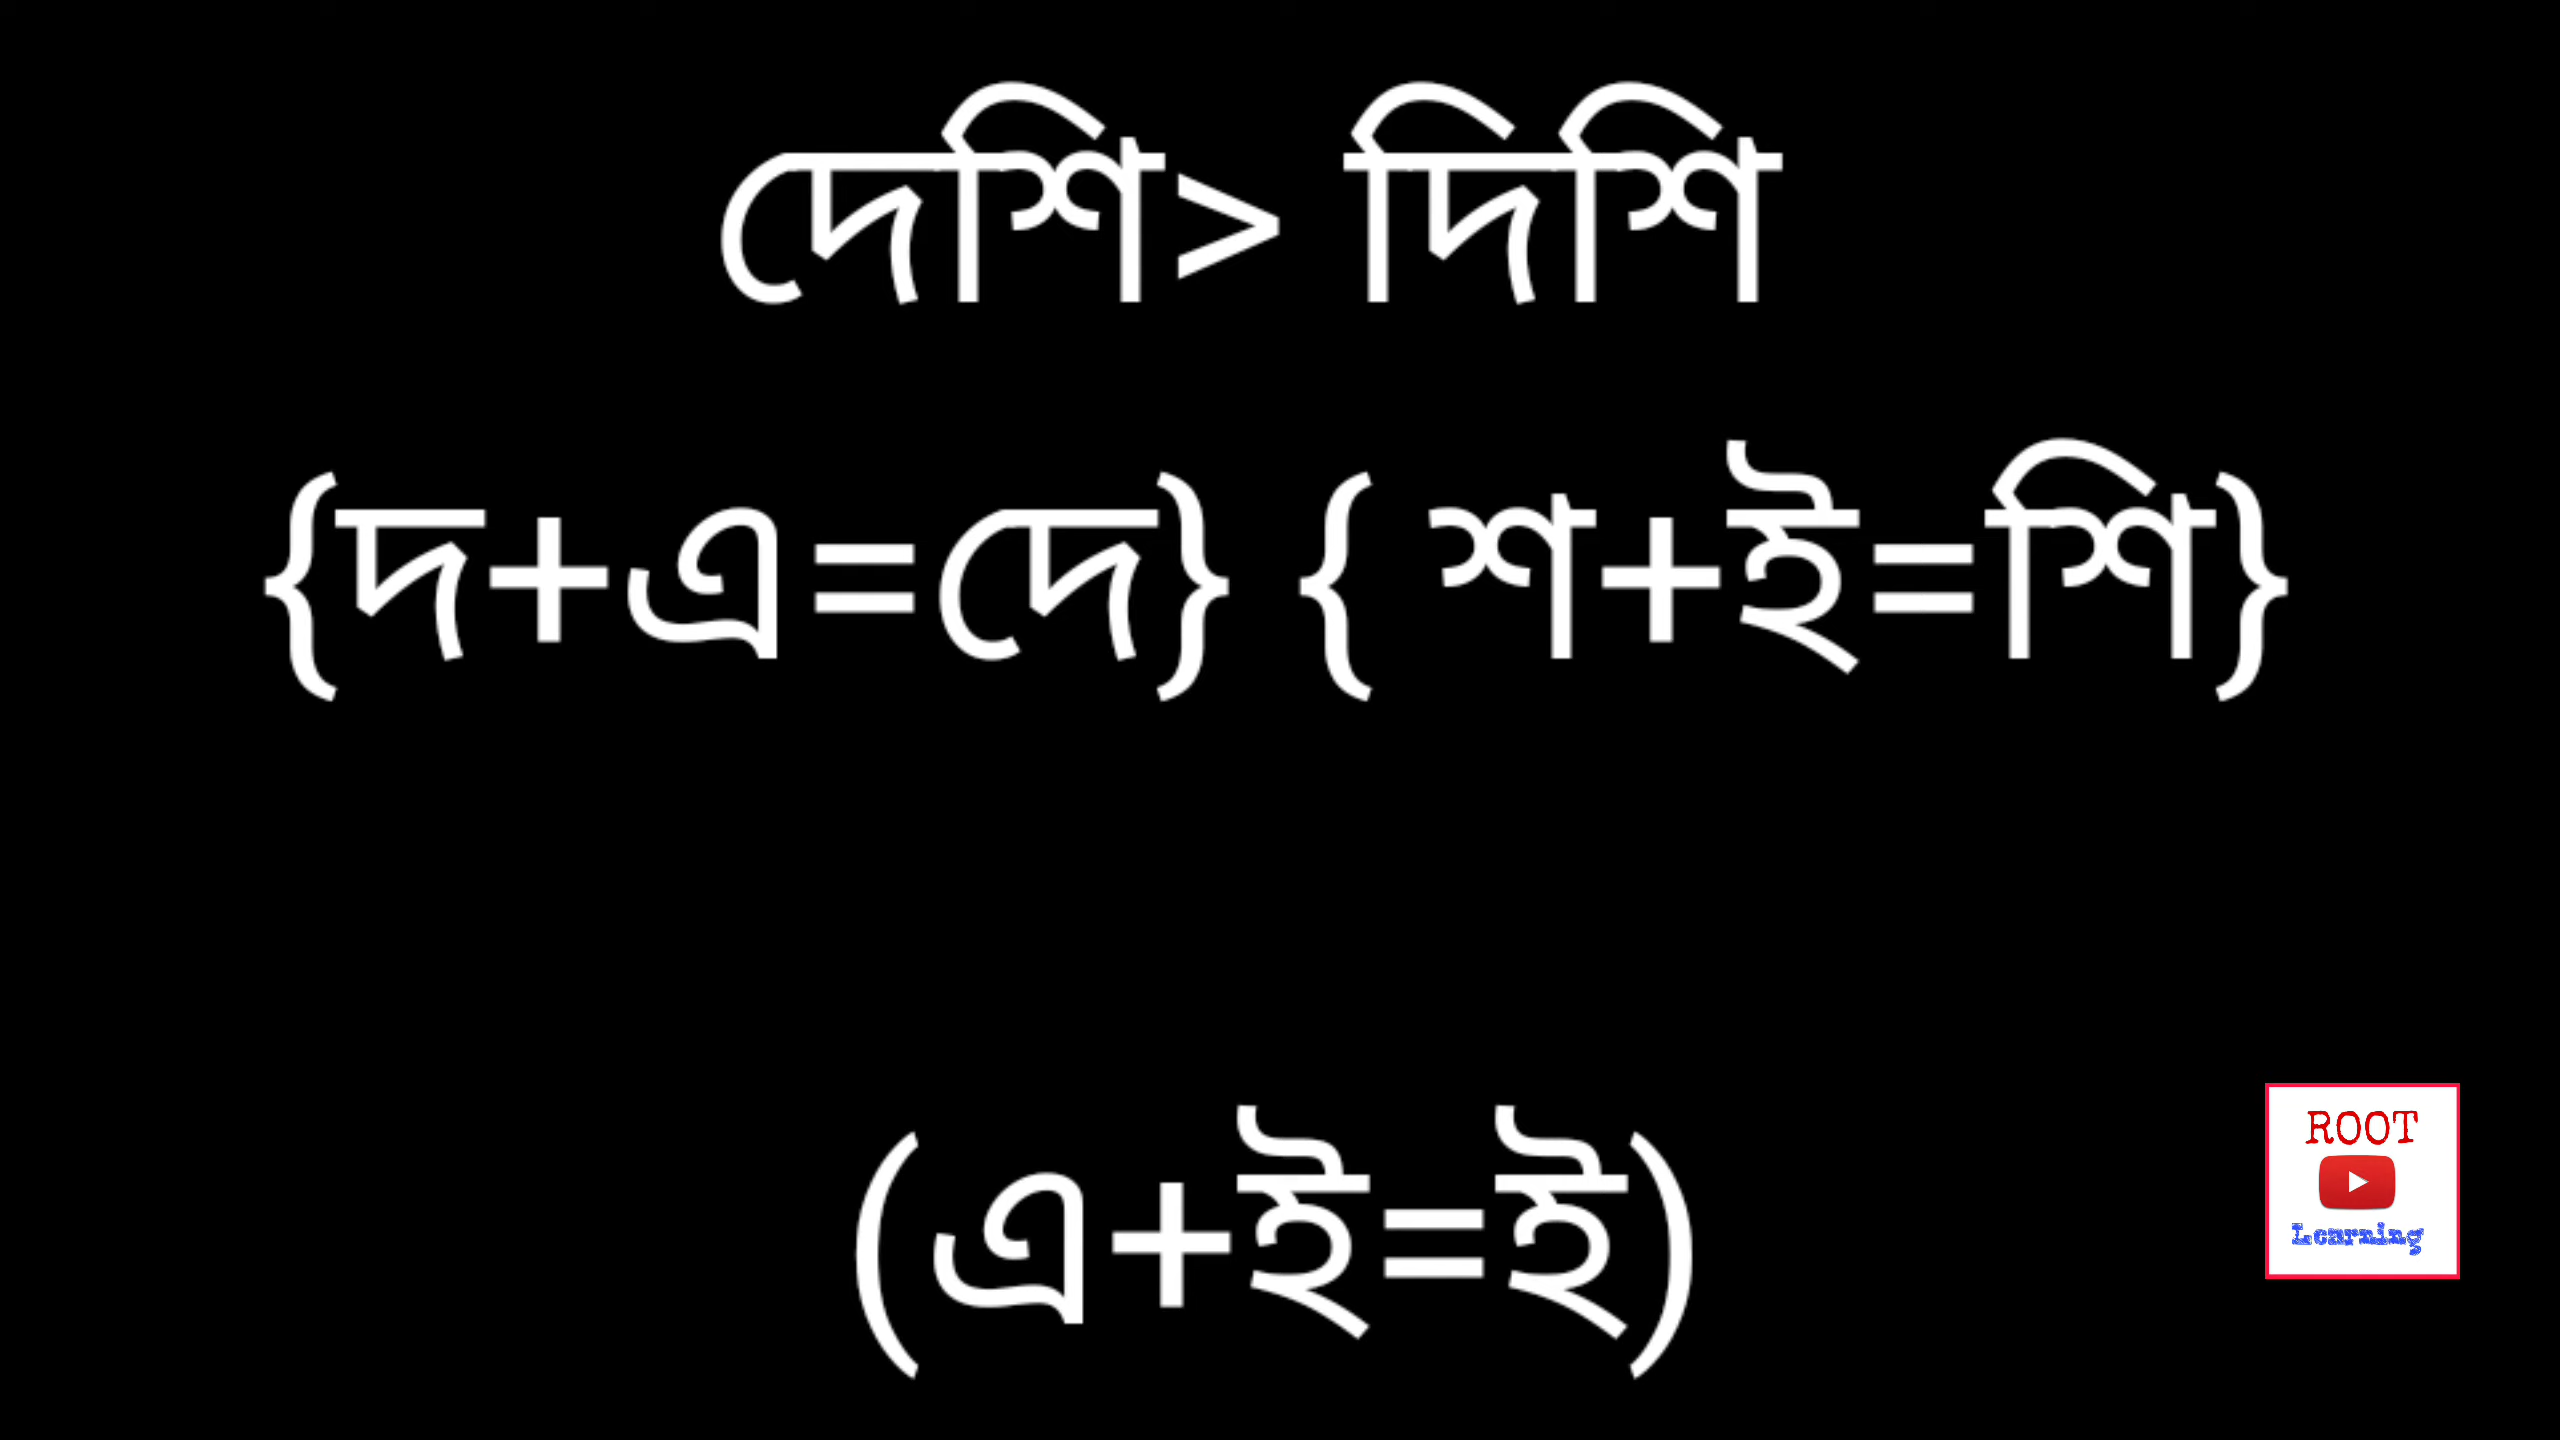 দেশি> দিশি
{দ+এ=দে} { শ+ই=শি}
(এ+ই=ই)
ROOT
Learning